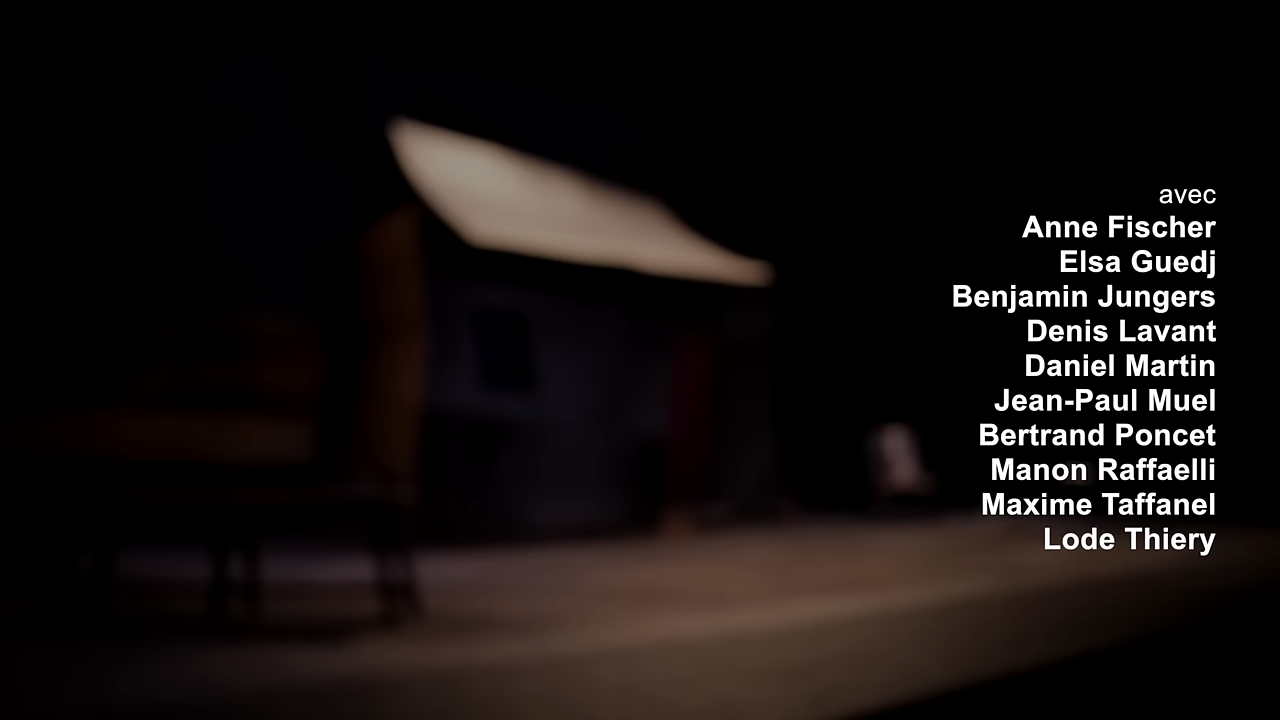 avec
Anne Fischer
Elsa Guedj
Benjamin Jungers
Denis Lavant
Daniel Martin
Jean-Paul Muel
Bertrand Poncet
Manon Raffaelli
Maxime Taffanel
Lode Thiery